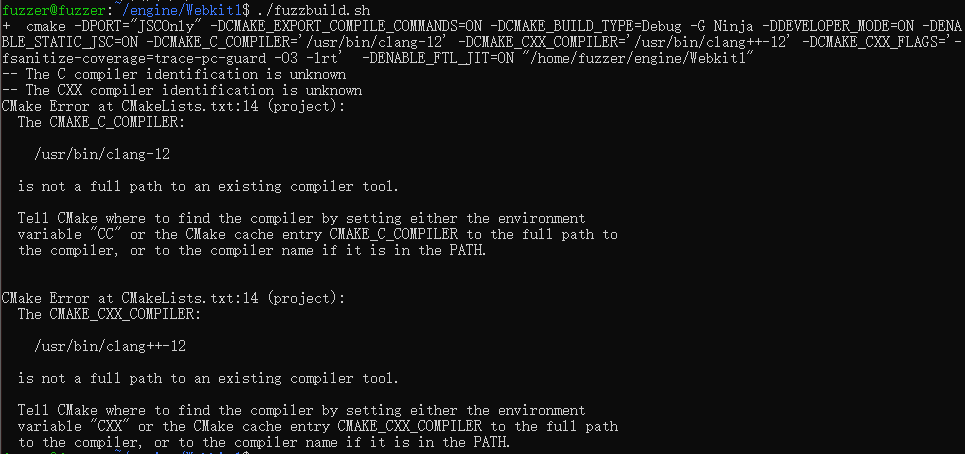 fuzzer@fuzzer:~/engine/Webkit1$ ./fuzzbuild.sh
+  cmake -DPORT="JSCOnly" -DCMAKE_EXPORT_COMPILE_COMMANDS=ON -DCMAKE_BUILD_TYPE=Debug -G Ninja -DDEVELOPER_MODE=ON -DENA
BLE_STATIC_JSC=ON -DCMAKE_C_COMPILER='/usr/bin/clang-12' -DCMAKE_CXX_COMPILER='/usr/bin/clang++-12' -DCMAKE_CXX_FLAGS='-
fsanitize-coverage=trace-pc-guard -O3 -lrt'  -DENABLE_FTL_JIT=ON "/home/fuzzer/engine/Webkit1"
-- The C compiler identification is unknown
-- The CXX compiler identification is unknown
CMake Error at CMakeLists.txt:14 (project):
  The CMAKE_C_COMPILER:
    /usr/bin/clang-12
  is not a full path to an existing compiler tool.
  Tell CMake where to find the compiler by setting either the environment
  variable "CC" or the CMake cache entry CMAKE_C_COMPILER to the full path to
  the compiler, or to the compiler name if it is in the PATH.
CMake Error at CMakeLists.txt:14 (project):
  The CMAKE_CXX_COMPILER:
    /usr/bin/clang++-12
  is not a full path to an existing compiler tool.
  Tell CMake where to find the compiler by setting either the environment
  variable "CXX" or the CMake cache entry CMAKE_CXX_COMPILER to the full path
  to the compiler, or to the compiler name if it is in the PATH.